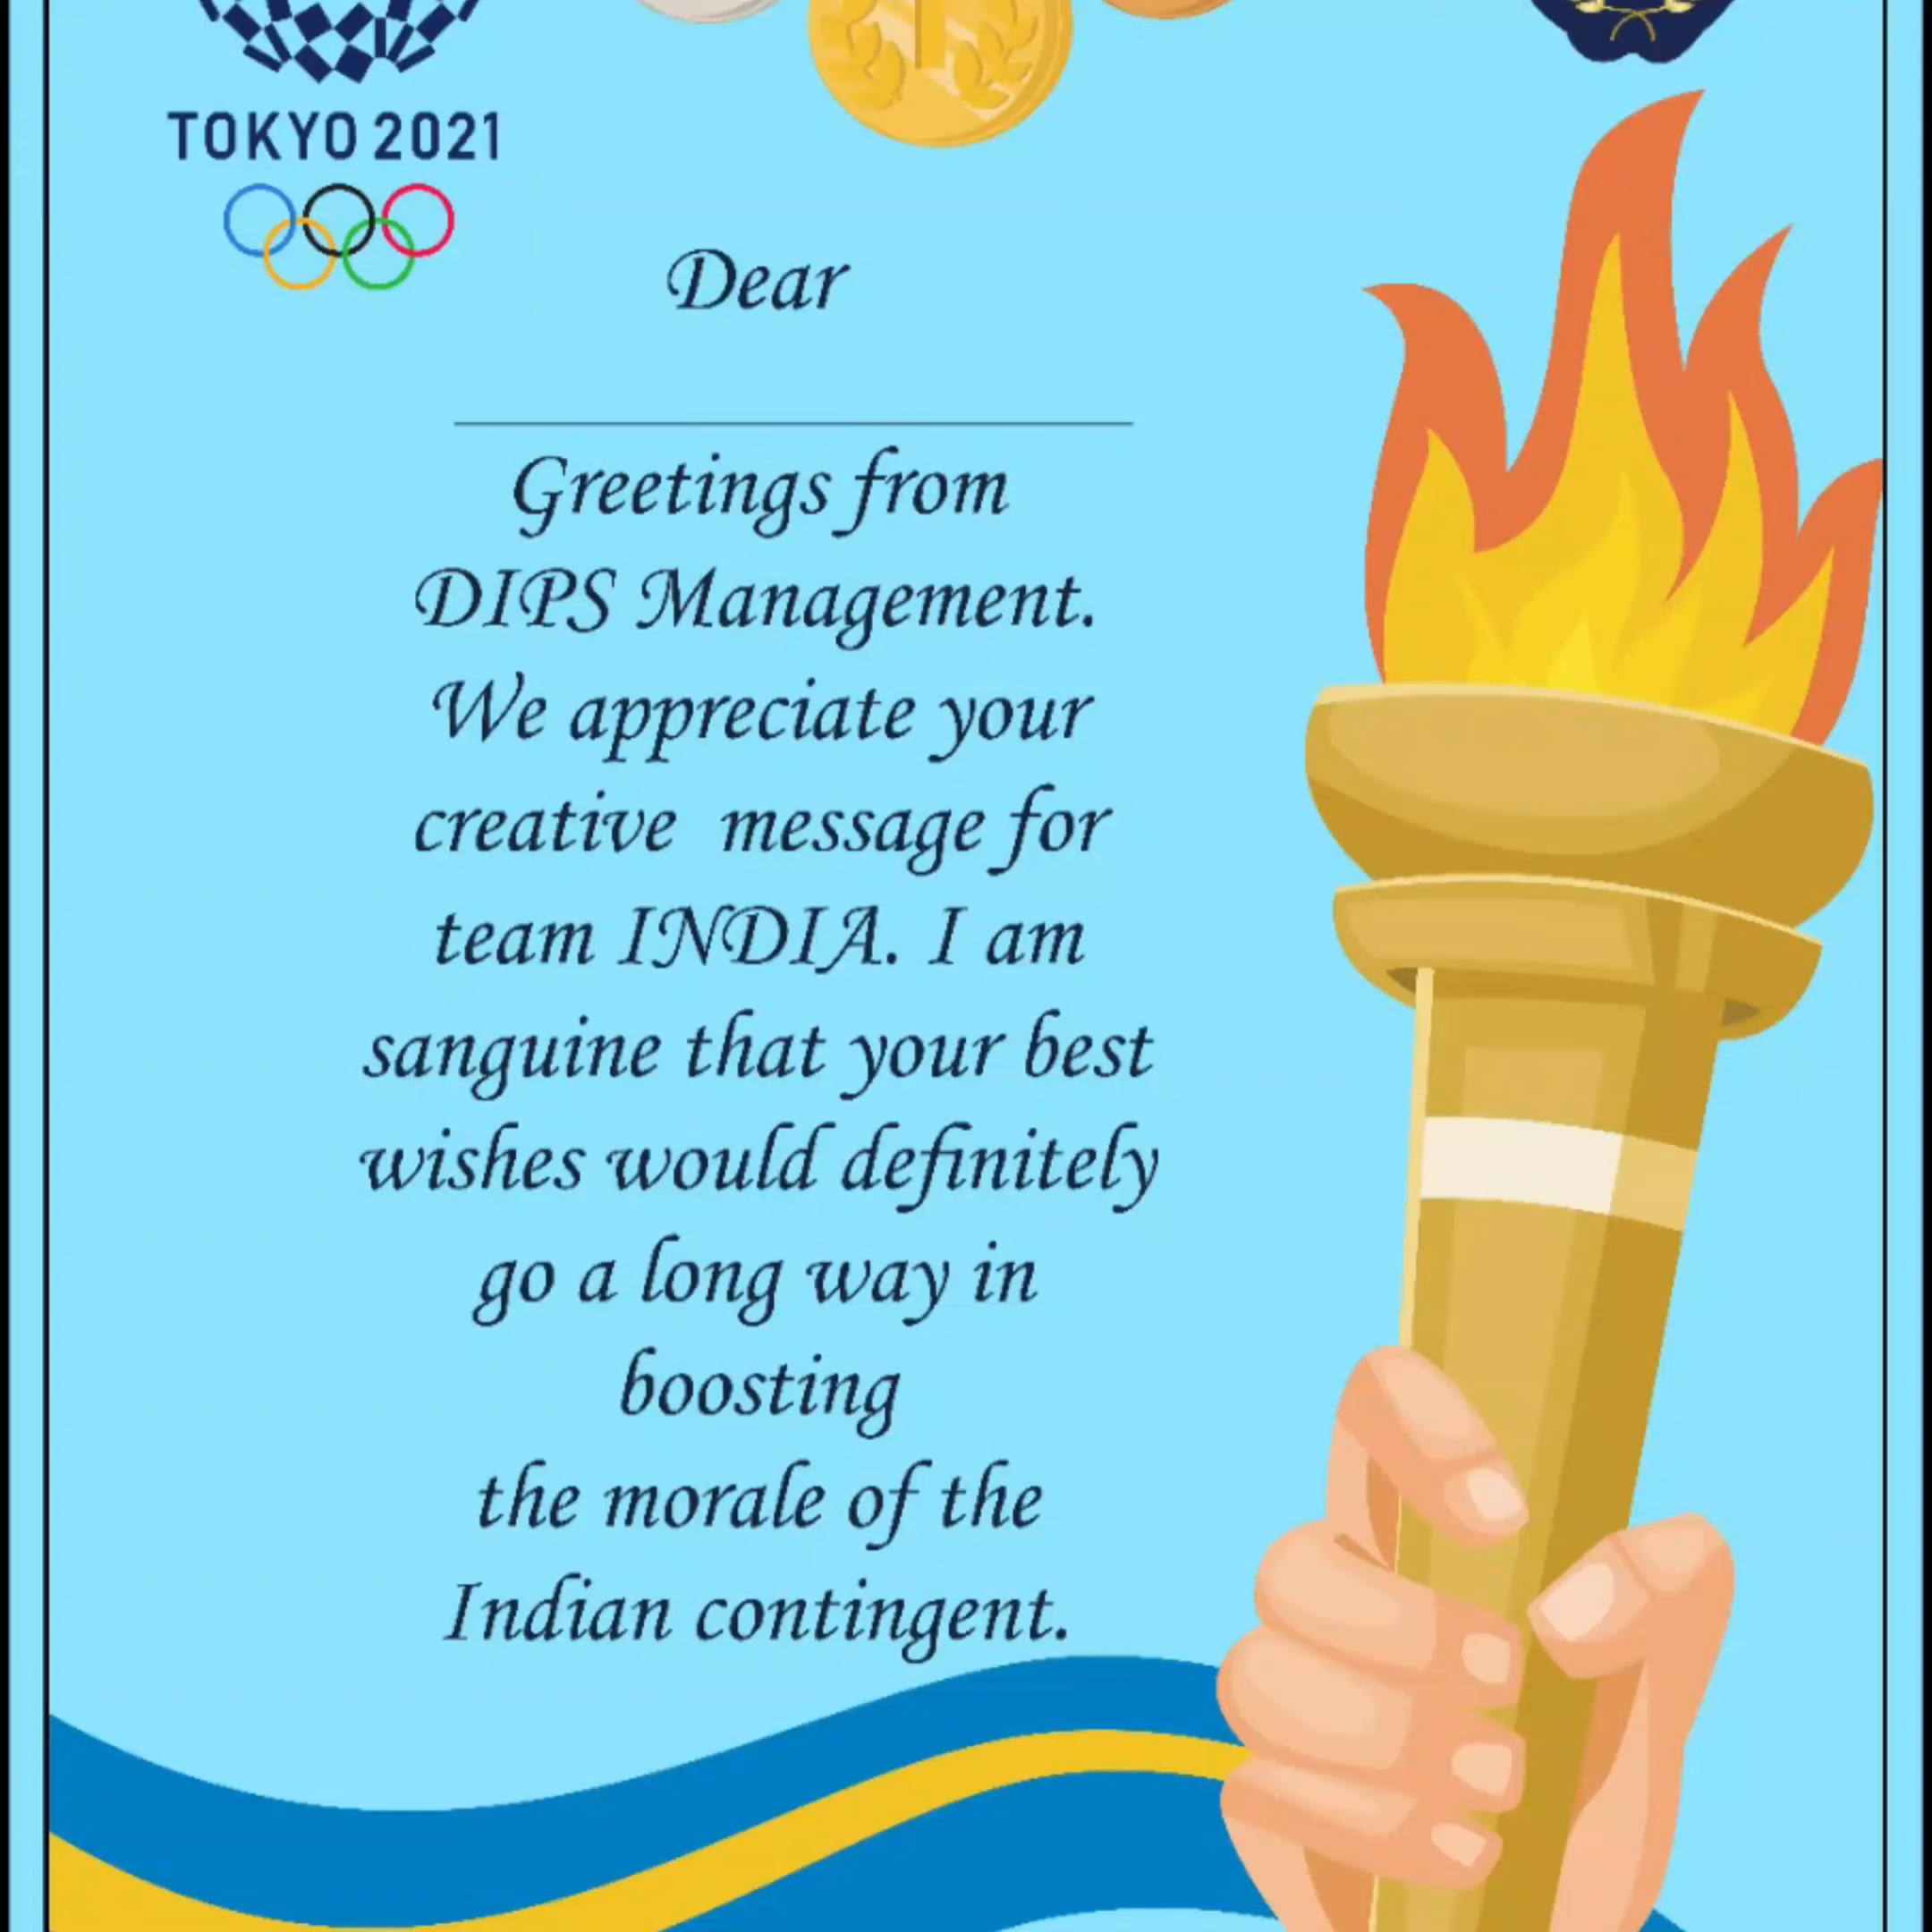 TOKYO 2021
Dear
Greetings from
DIPS Management.
We appreciate your
creative message for
team INDIA. I am
sanguine that your best
wishes would definitely
go a long way in
boosting
the morale of the
Indian contingent.